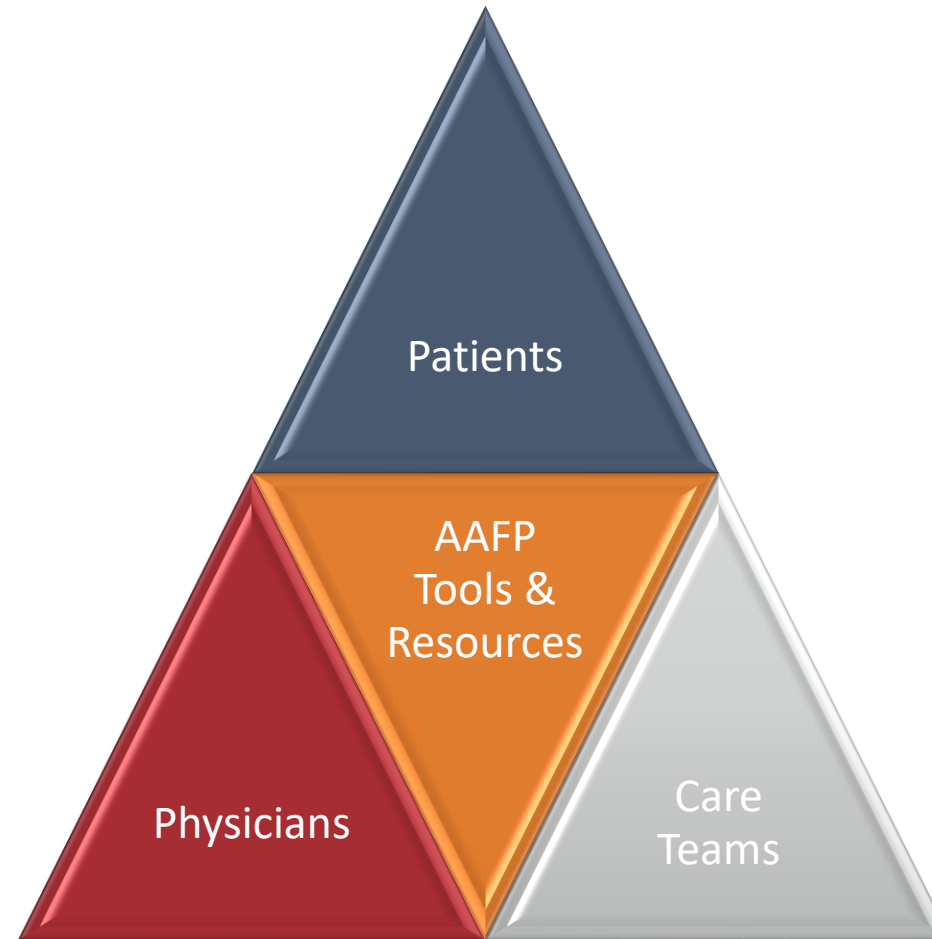 Patients
AAFP
Tools &
Resources
Physicians
Care
Teams